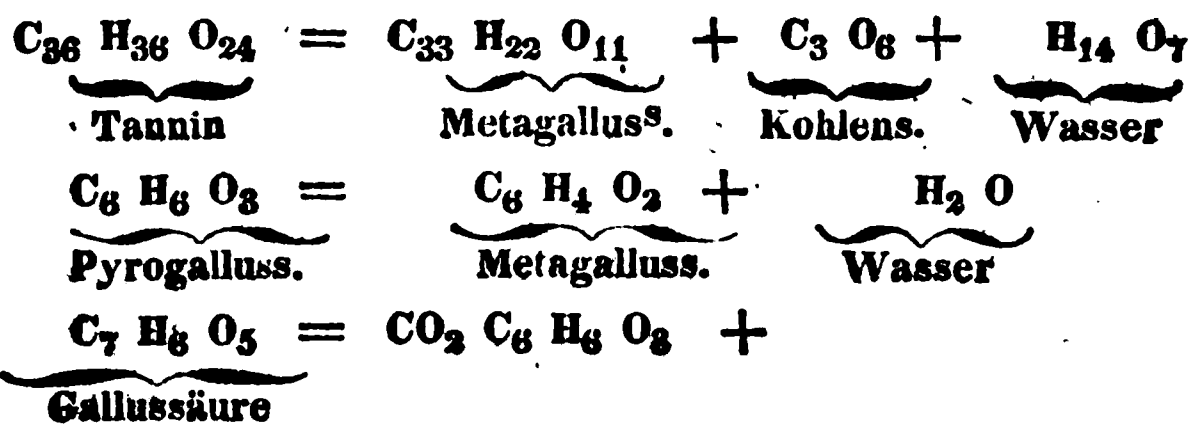 C₃₆ H₃₆ O₂₄ = C₃₃ H₂₂ O₁₁ + C₃ O₆ + H₁₄ O₇
Tannin Metagallusˢ. Kohlens. Wasser
C₆ H₆ O₃ = C₆ H₄ O₂ + H₂ O
Pyrogalluss. Metagalluss. Wasser
C₇ H₆ O₅ = CO₂ C₆ H₆ O₃ +
Gallussäure